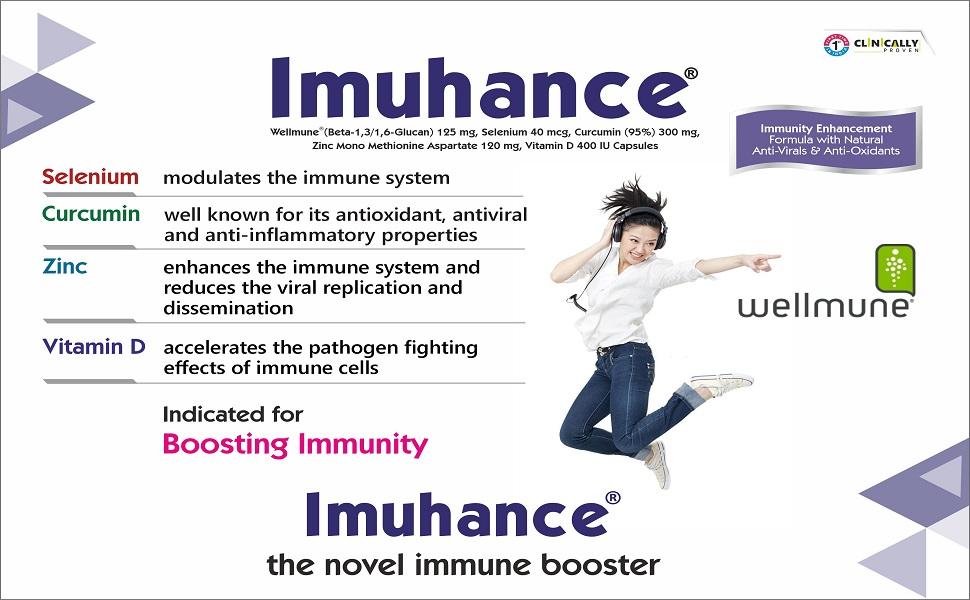 1st
CLINICALLY
PROVEN
Imuhance®
Wellmune®(Beta-1,3/1,6-Glucan) 125 mg, Selenium 40 mcg, Curcumin (95%) 300 mg,
Zinc Mono Methionine Aspartate 120 mg, Vitamin D 400 IU Capsules
Immunity Enhancement
Formula with Natural
Anti-Virals & Anti-Oxidants
Selenium modulates the immune system
Curcumin well known for its antioxidant, antiviral
and anti-inflammatory properties
Zinc enhances the immune system and
reduces the viral replication and
dissemination
Vitamin D accelerates the pathogen fighting
effects of immune cells
wellmune®
Indicated for
Boosting Immunity
Imuhance®
the novel immune booster